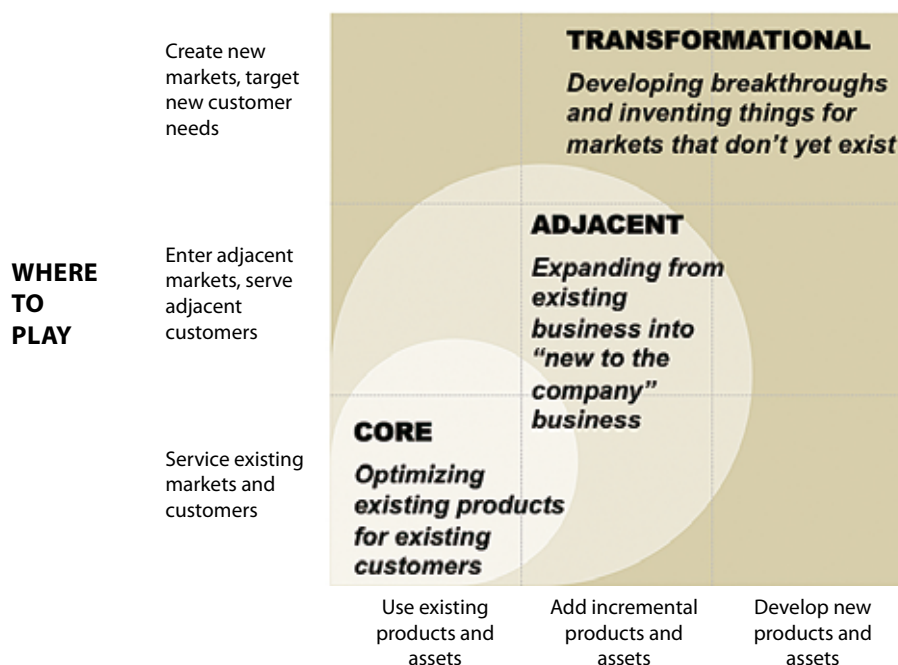 Create new
markets, target
new customer
needs
TRANSFORMATIONAL
Developing breakthroughs
and inventing things for
markets that don’t yet exist
WHERE
TO
PLAY
Enter adjacent
markets, serve
adjacent
customers
ADJACENT
Expanding from
existing
business into
“new to the
company”
business
Service existing
markets and
customers
CORE
Optimizing
existing products
for existing
customers
Use existing
products and
assets
Add incremental
products and
assets
Develop new
products and
assets